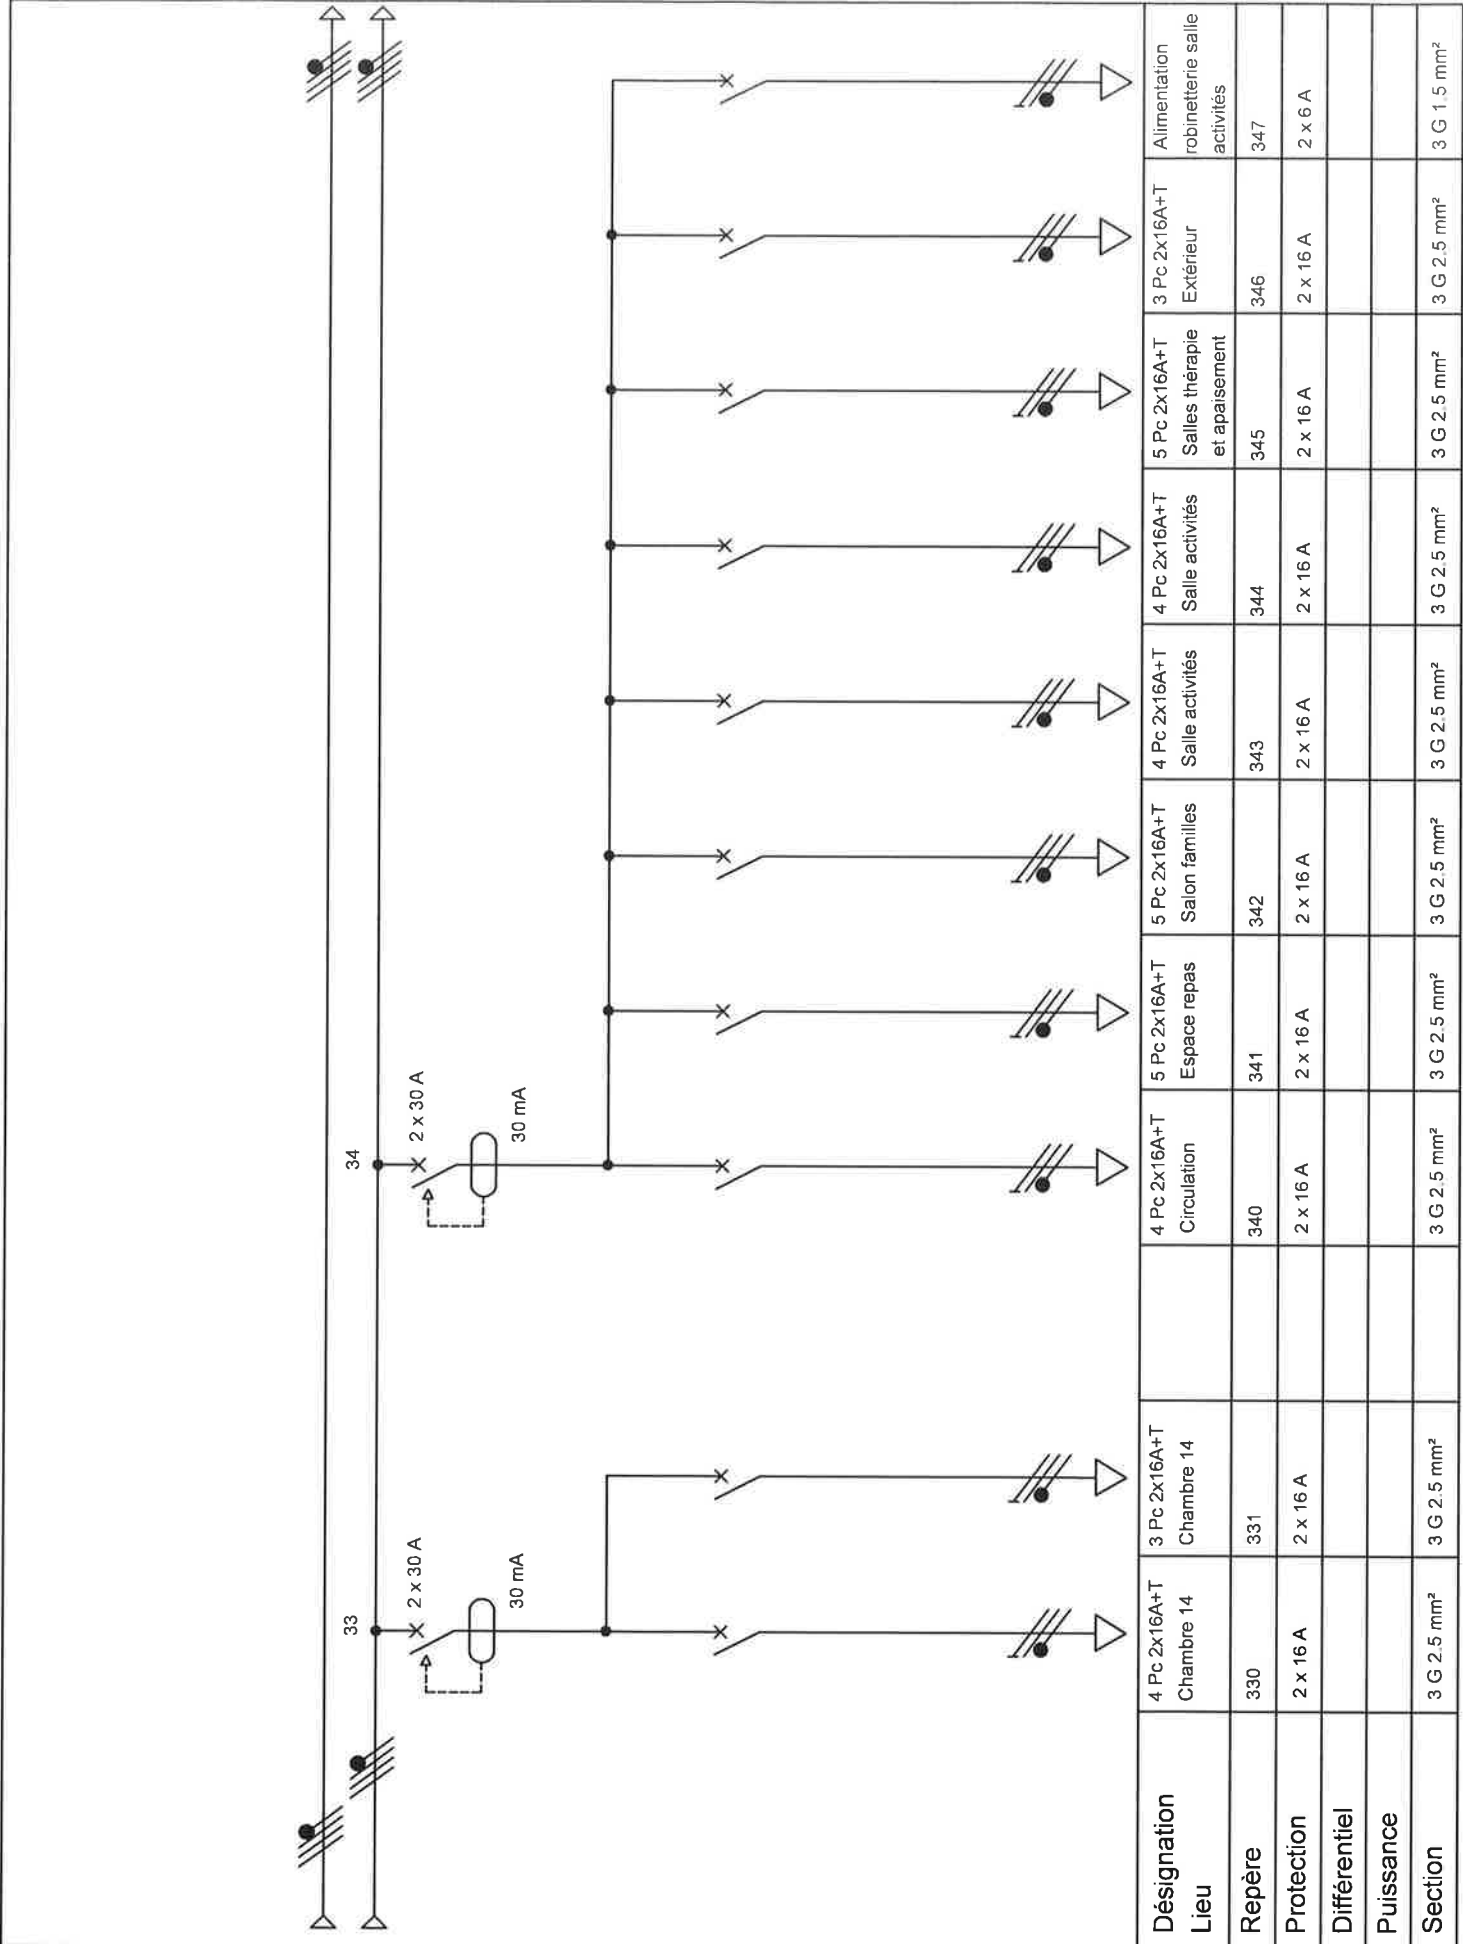 33
2 x 30 A
30 mA
34
2 x 30 A
30 mA
Désignation
Lieu
4 Pc 2x16A+T
Chambre 14
3 Pc 2x16A+T
Chambre 14
4 Pc 2x16A+T
Circulation
5 Pc 2x16A+T
Espace repas
5 Pc 2x16A+T
Salon familles
4 Pc 2x16A+T
Salle activités
4 Pc 2x16A+T
Salle activités
5 Pc 2x16A+T
Salles thérapie
et apaisement
3 Pc 2x16A+T
Extérieur
Alimentation
robinetterie salle
activités
Repère
330
331
340
341
342
343
344
345
346
347
Protection
2 x 16 A
2 x 16 A
2 x 16 A
2 x 16 A
2 x 16 A
2 x 16 A
2 x 16 A
2 x 16 A
2 x 16 A
2 x 6 A
Différentiel
Puissance
Section
3 G 2.5 mm²
3 G 2.5 mm²
3 G 2.5 mm²
3 G 2.5 mm²
3 G 2.5 mm²
3 G 2.5 mm²
3 G 2.5 mm²
3 G 2.5 mm²
3 G 2.5 mm²
3 G 1.5 mm²